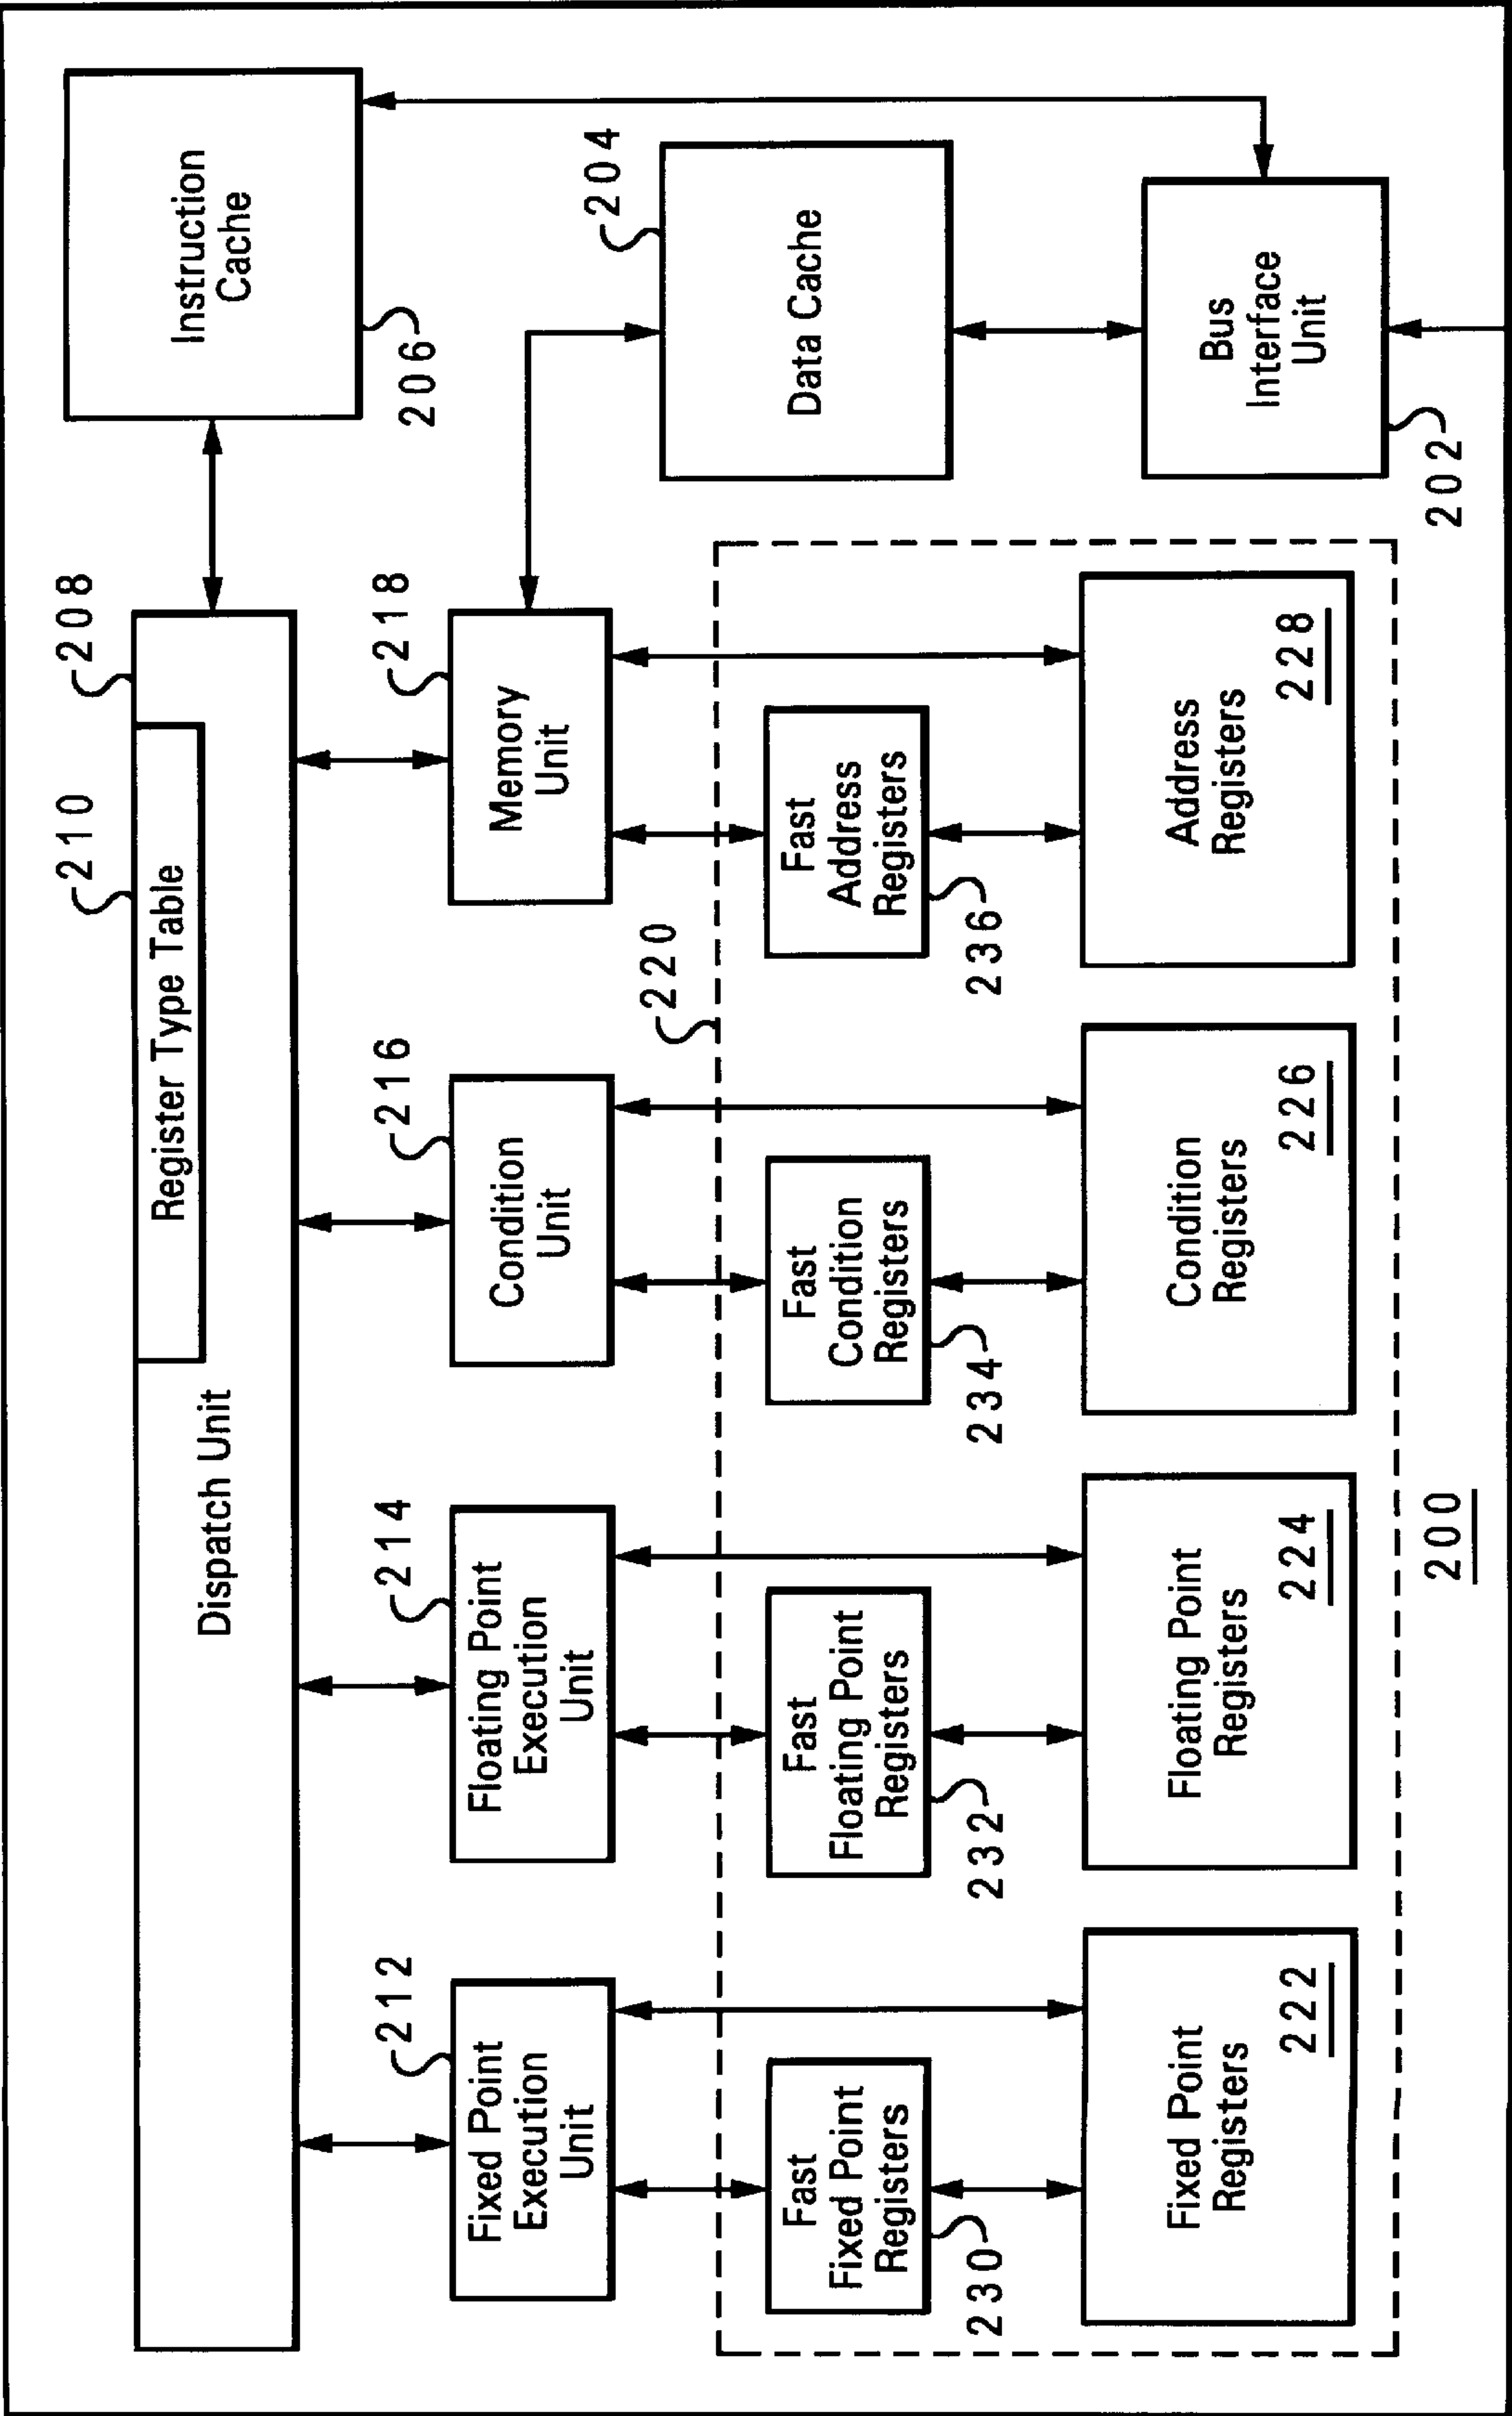 210
208
Register Type Table
Dispatch Unit
Instruction
Cache
206
212
Fixed Point
Execution
Unit
214
Floating Point
Execution
Unit
216
Condition
Unit
218
Memory
Unit
204
Data Cache
220
Fast
Fixed Point
Registers
230
Fast
Floating Point
Registers
232
Fast
Condition
Registers
234
Fast
Address
Registers
236
Fixed Point
Registers
222
Floating Point
Registers
224
Condition
Registers
226
Address
Registers
228
Bus
Interface
Unit
202
200